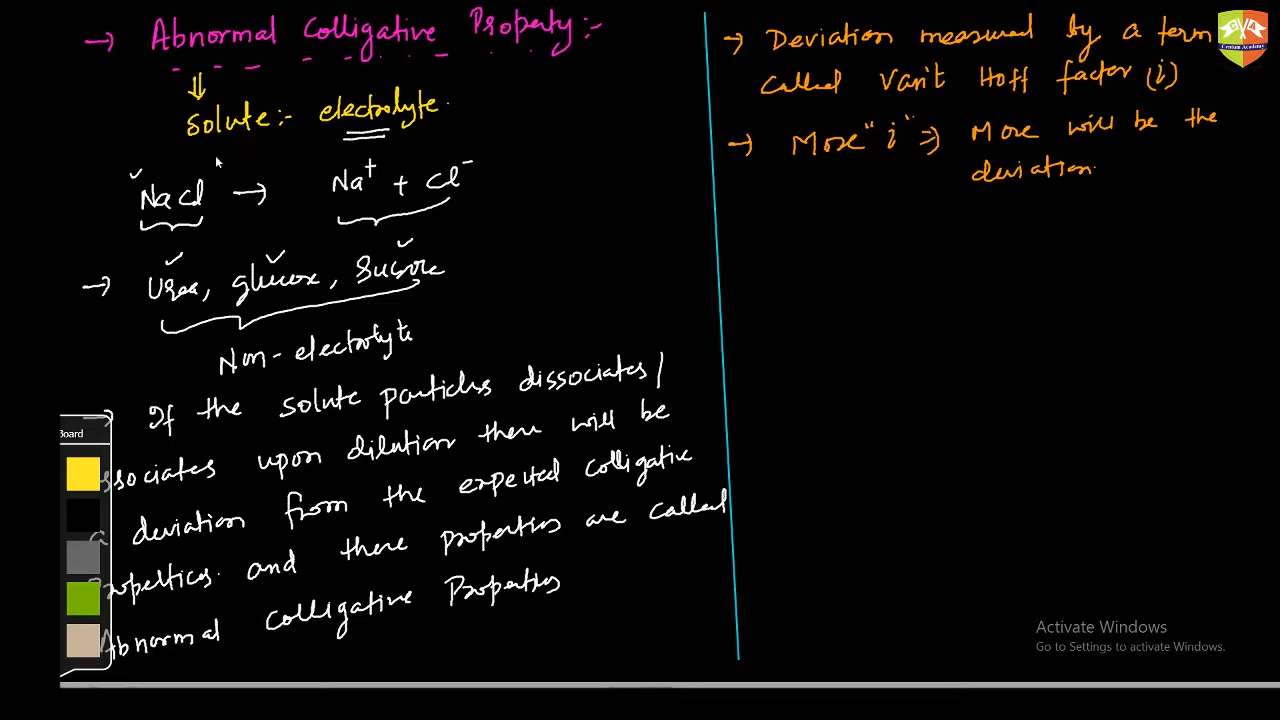 → Abnormal Colligative Property:-
⇓
Solute:- electrolyte.
NaCl → Na⁺ + Cl⁻
→ Urea, glucose, Sucrose
Non-electrolyte
→ If the solute particles dissociates/
ssociates upon dilution there will be
a deviation from the expected colligative
Properties. and these properties are called
Abnormal Colligative Properties
Board
→ Deviation measured by a term
called Van't Hoff factor (i)
→ More "i" ⇒ More will be the
deviation.
Centum Academy
Activate Windows
Go to Settings to activate Windows.